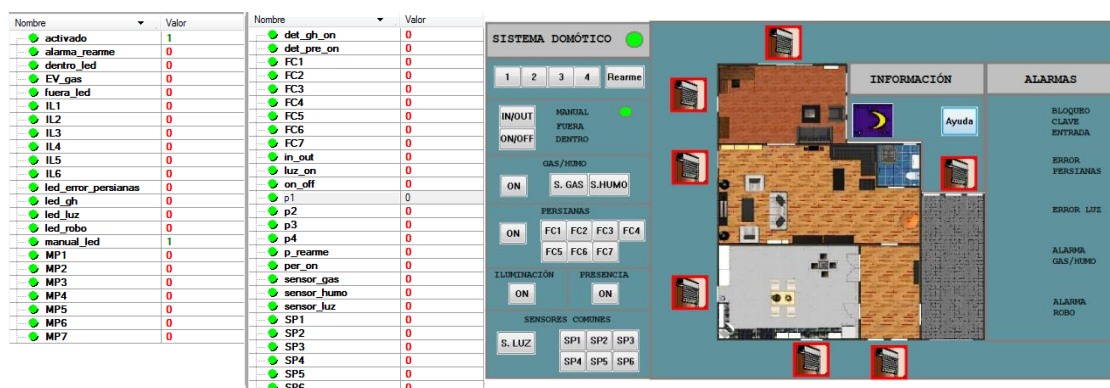 Nombre Valor
activado 1
alarma_rearme 0
dentro_led 0
EV_gas 0
fuera_led 0
IL1 0
IL2 0
IL3 0
IL4 0
IL5 0
IL6 0
led_error_persianas 0
led_gh 0
led_luz 0
led_robo 0
manual_led 1
MP1 0
MP2 0
MP3 0
MP4 0
MP5 0
MP6 0
MP7 0
Nombre Valor
det_gh_on 0
det_pre_on 0
FC1 0
FC2 0
FC3 0
FC4 0
FC5 0
FC6 0
FC7 0
in_out 0
luz_on 0
on_off 0
p1 0
p2 0
p3 0
p4 0
p_rearme 0
per_on 0
sensor_gas 0
sensor_humo 0
sensor_luz 0
SP1 0
SP2 0
SP3 0
SP4 0
SP5 0
SP6 0
SISTEMA DOMÓTICO
1 2 3 4 Rearme
IN/OUT MANUAL
FUERA
ON/OFF DENTRO
GAS/HUMO
ON S. GAS S.HUMO
PERSIANAS
ON FC1 FC2 FC3 FC4
FC5 FC6 FC7
ILUMINACIÓN PRESENCIA
ON ON
SENSORES COMUNES
S. LUZ SP1 SP2 SP3
SP4 SP5 SP6
INFORMACIÓN
Ayuda
ALARMAS
BLOQUEO
CLAVE
ENTRADA
ERROR
PERSIANAS
ERROR LUZ
ALARMA
GAS/HUMO
ALARMA
ROBO